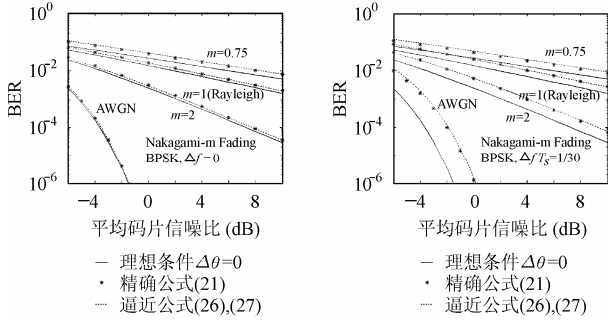 10^0
10^-2
10^-4
10^-6
BER
m=0.75
m=1(Rayleigh)
AWGN
m=2
Nakagami-m Fading
BPSK, Δf=0
−4 0 4 8
平均码片信噪比 (dB)
— 理想条件Δθ=0
* 精确公式(21)
┈ 逼近公式(26),(27)
10^0
10^-2
10^-4
10^-6
BER
m=0.75
m=1(Rayleigh)
AWGN
m=2
Nakagami-m Fading
BPSK, Δf T_s=1/30
−4 0 4 8
平均码片信噪比 (dB)
— 理想条件Δθ=0
* 精确公式(21)
┈ 逼近公式(26),(27)